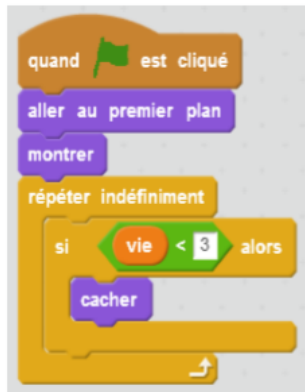 quand est cliqué
aller au premier plan
montrer
répéter indéfiniment
si vie < 3 alors
cacher